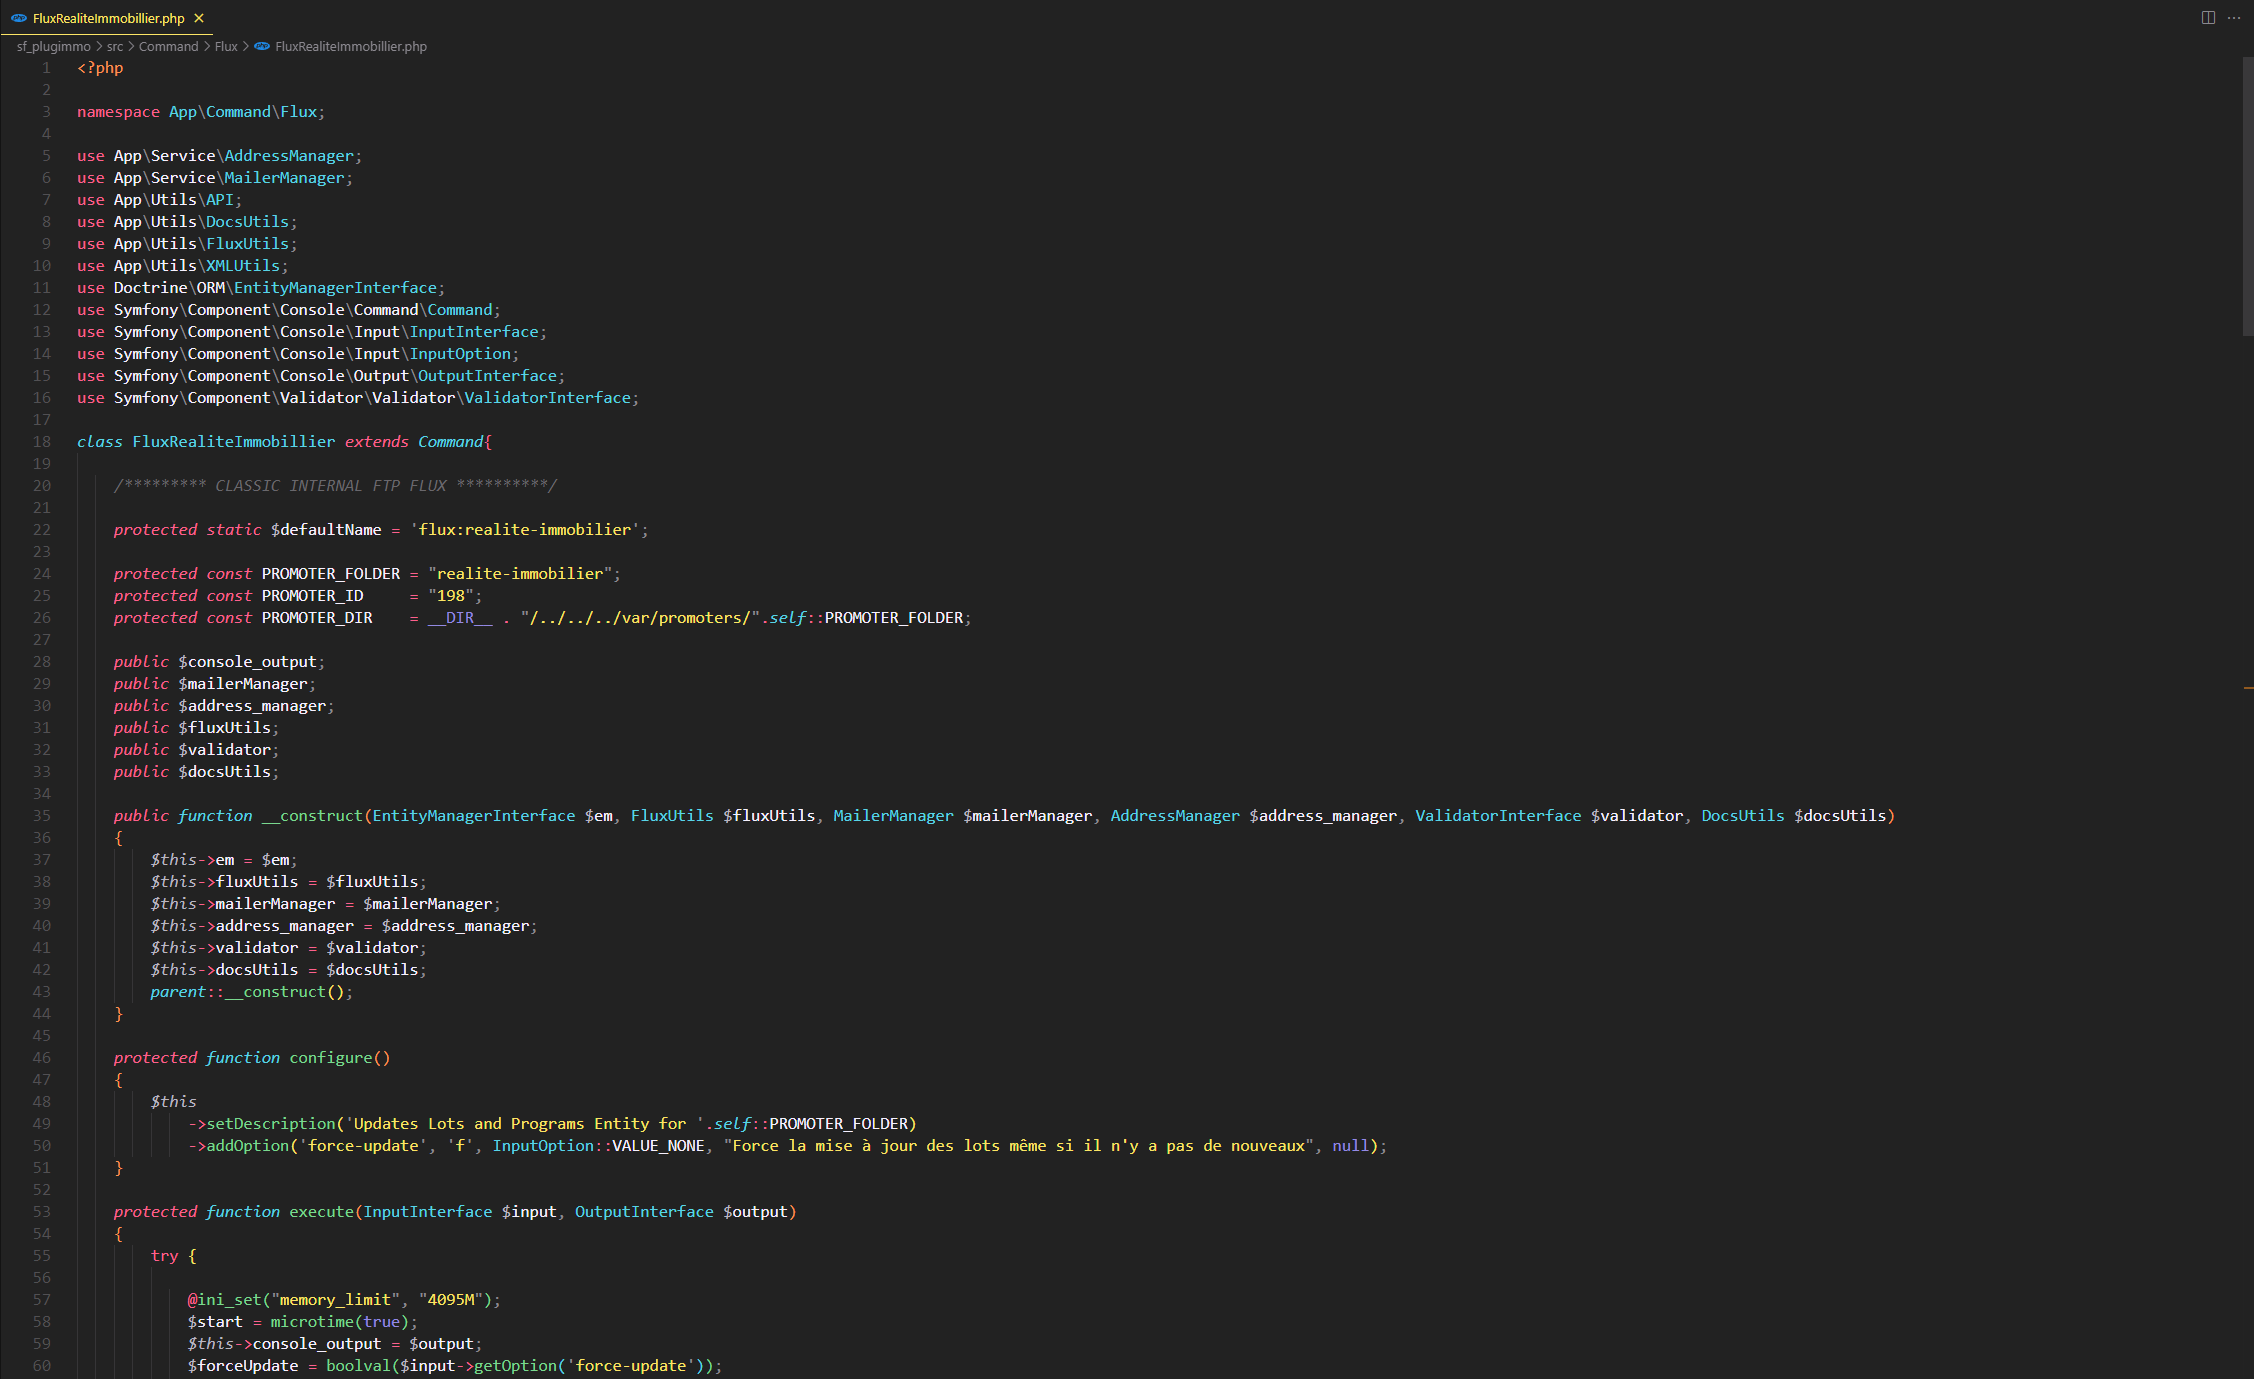 FluxRealiteImmobillier.php
sf_plugimmo > src > Command > Flux > FluxRealiteImmobillier.php
1 <?php
2
3 namespace App\Command\Flux;
4
5 use App\Service\AddressManager;
6 use App\Service\MailerManager;
7 use App\Utils\API;
8 use App\Utils\DocsUtils;
9 use App\Utils\FluxUtils;
10 use App\Utils\XMLUtils;
11 use Doctrine\ORM\EntityManagerInterface;
12 use Symfony\Component\Console\Command\Command;
13 use Symfony\Component\Console\Input\InputInterface;
14 use Symfony\Component\Console\Input\InputOption;
15 use Symfony\Component\Console\Output\OutputInterface;
16 use Symfony\Component\Validator\Validator\ValidatorInterface;
17
18 class FluxRealiteImmobillier extends Command{
19
20 /********* CLASSIC INTERNAL FTP FLUX **********/
21
22 protected static $defaultName = 'flux:realite-immobilier';
23
24 protected const PROMOTER_FOLDER = "realite-immobilier";
25 protected const PROMOTER_ID     = "198";
26 protected const PROMOTER_DIR    = __DIR__ . "/../../../var/promoters/".self::PROMOTER_FOLDER;
27
28 public $console_output;
29 public $mailerManager;
30 public $address_manager;
31 public $fluxUtils;
32 public $validator;
33 public $docsUtils;
34
35 public function __construct(EntityManagerInterface $em, FluxUtils $fluxUtils, MailerManager $mailerManager, AddressManager $address_manager, ValidatorInterface $validator, DocsUtils $docsUtils)
36 {
37 $this->em = $em;
38 $this->fluxUtils = $fluxUtils;
39 $this->mailerManager = $mailerManager;
40 $this->address_manager = $address_manager;
41 $this->validator = $validator;
42 $this->docsUtils = $docsUtils;
43 parent::__construct();
44 }
45
46 protected function configure()
47 {
48 $this
49 ->setDescription('Updates Lots and Programs Entity for '.self::PROMOTER_FOLDER)
50 ->addOption('force-update', 'f', InputOption::VALUE_NONE, "Force la mise à jour des lots même si il n'y a pas de nouveaux", null);
51 }
52
53 protected function execute(InputInterface $input, OutputInterface $output)
54 {
55 try {
56
57 @ini_set("memory_limit", "4095M");
58 $start = microtime(true);
59 $this->console_output = $output;
60 $forceUpdate = boolval($input->getOption('force-update'));